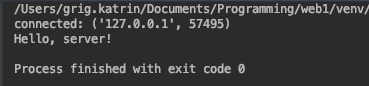 /Users/grig.katrin/Documents/Programming/web1/venv/
connected: ('127.0.0.1', 57495)
Hello, server!
Process finished with exit code 0